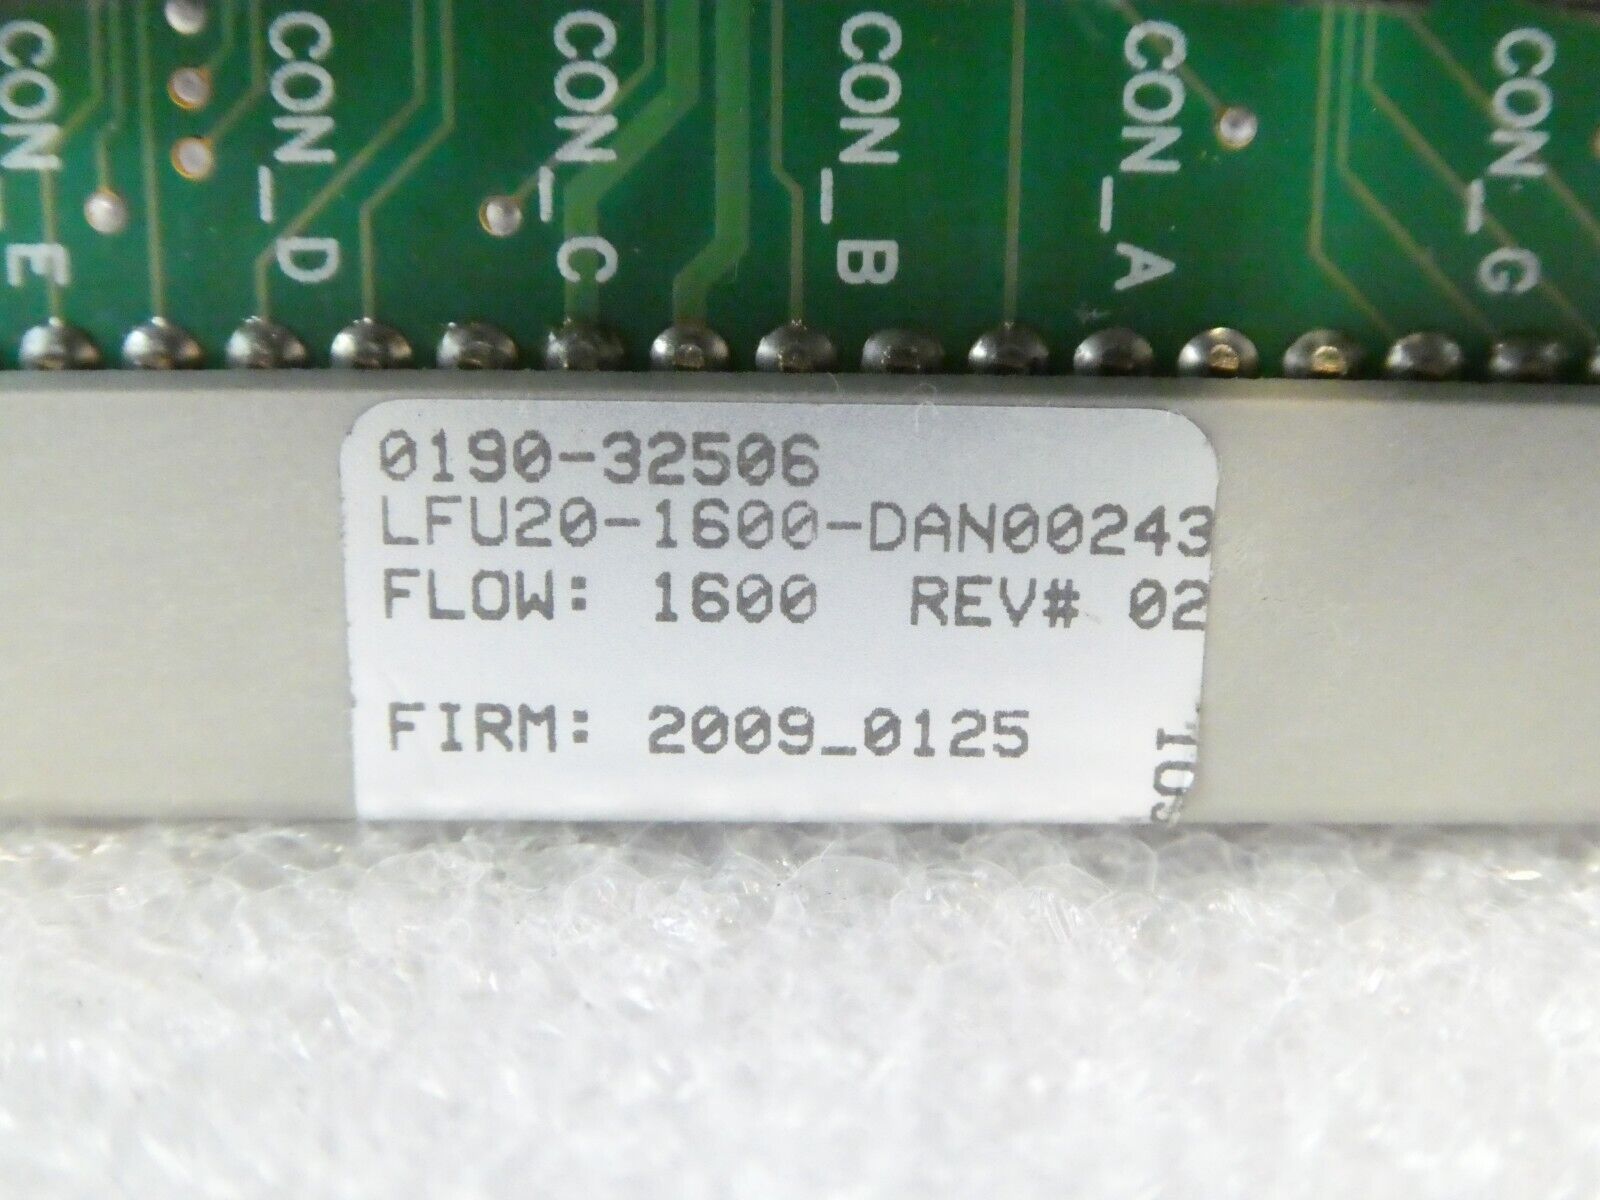 CON_E
CON_D
CON_C
CON_B
CON_A
CON_G
0190-32506
LFU20-1600-DAN00243
FLOW: 1600 REV# 02
FIRM: 2009_0125